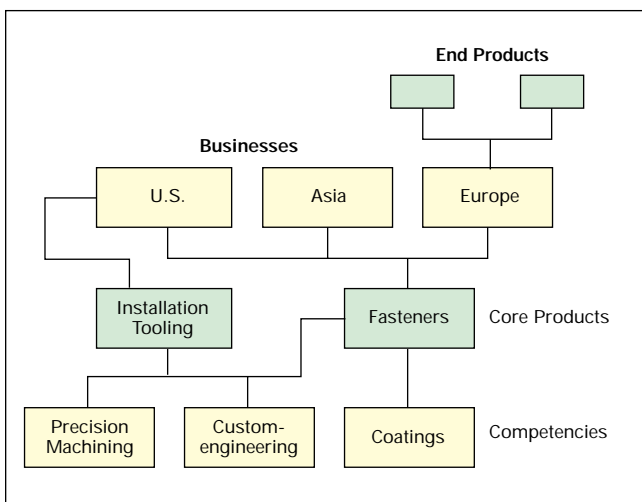 End Products
Businesses
U.S.
Asia
Europe
Installation
Tooling
Fasteners
Core Products
Precision
Machining
Custom-
engineering
Coatings
Competencies